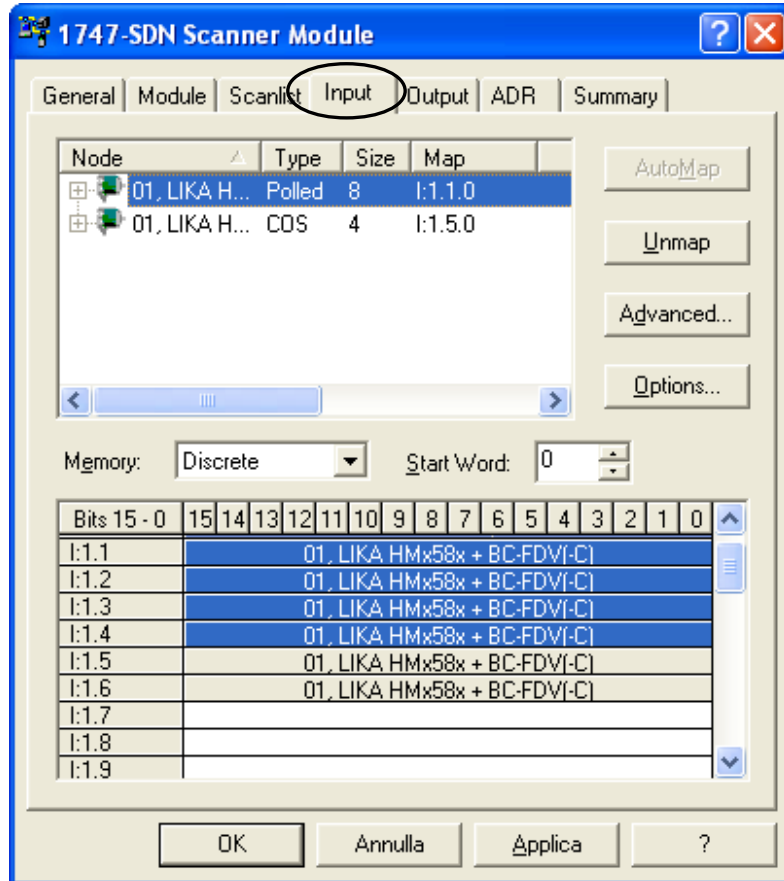 1747-SDN Scanner Module
General Module Scanlist Input Output ADR Summary
Node Type Size Map
01, LIKA H... Polled 8 I:1.1.0
01, LIKA H... COS 4 I:1.5.0
AutoMap
Unmap
Advanced...
Options...
Memory: Discrete Start Word: 0
Bits 15 - 0 15 14 13 12 11 10 9 8 7 6 5 4 3 2 1 0
I:1.1 01, LIKA HMx58x + BC-FDV(-C)
I:1.2 01, LIKA HMx58x + BC-FDV(-C)
I:1.3 01, LIKA HMx58x + BC-FDV(-C)
I:1.4 01, LIKA HMx58x + BC-FDV(-C)
I:1.5 01, LIKA HMx58x + BC-FDV(-C)
I:1.6 01, LIKA HMx58x + BC-FDV(-C)
I:1.7
I:1.8
I:1.9
OK Annulla Applica ?